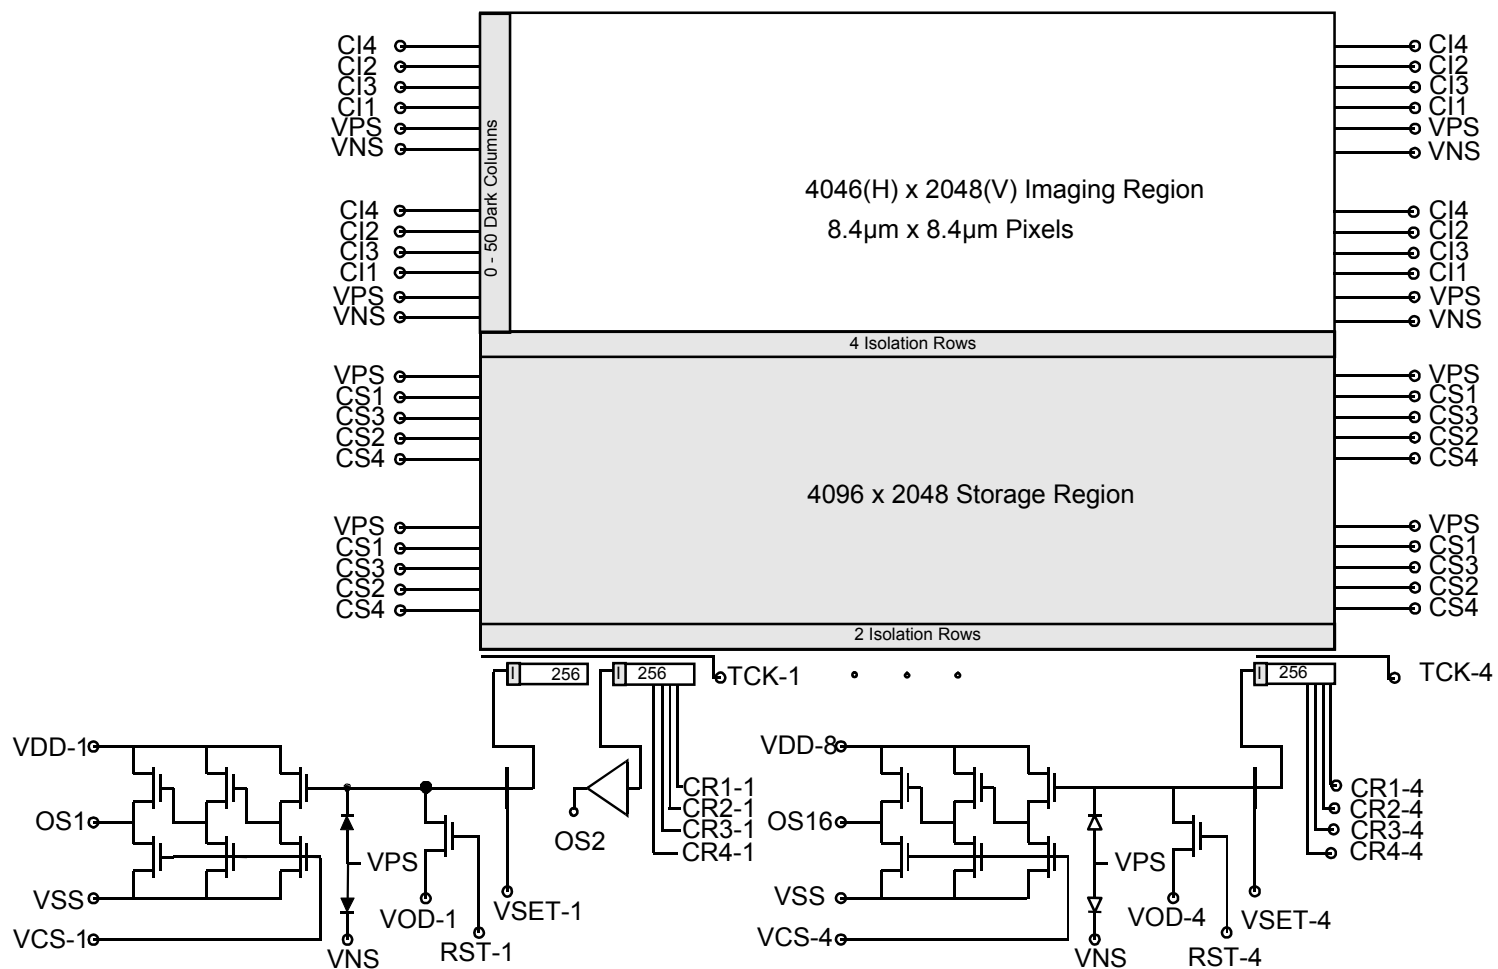 CI4
CI2
CI3
CI1
VPS
VNS
CI4
CI2
CI3
CI1
VPS
VNS
VPS
CS1
CS3
CS2
CS4
VPS
CS1
CS3
CS2
CS4
0 - 50 Dark Columns
4046(H) x 2048(V) Imaging Region
8.4µm x 8.4µm Pixels
4 Isolation Rows
4096 x 2048 Storage Region
2 Isolation Rows
CI4
CI2
CI3
CI1
VPS
VNS
CI4
CI2
CI3
CI1
VPS
VNS
VPS
CS1
CS3
CS2
CS4
VPS
CS1
CS3
CS2
CS4
I 256
I 256
TCK-1
I 256
TCK-4
VDD-1
OS1
VSS
VCS-1
VPS
VNS
VOD-1
RST-1
VSET-1
OS2
CR1-1
CR2-1
CR3-1
CR4-1
VDD-8
OS16
VSS
VCS-4
VPS
VNS
VOD-4
RST-4
VSET-4
CR1-4
CR2-4
CR3-4
CR4-4